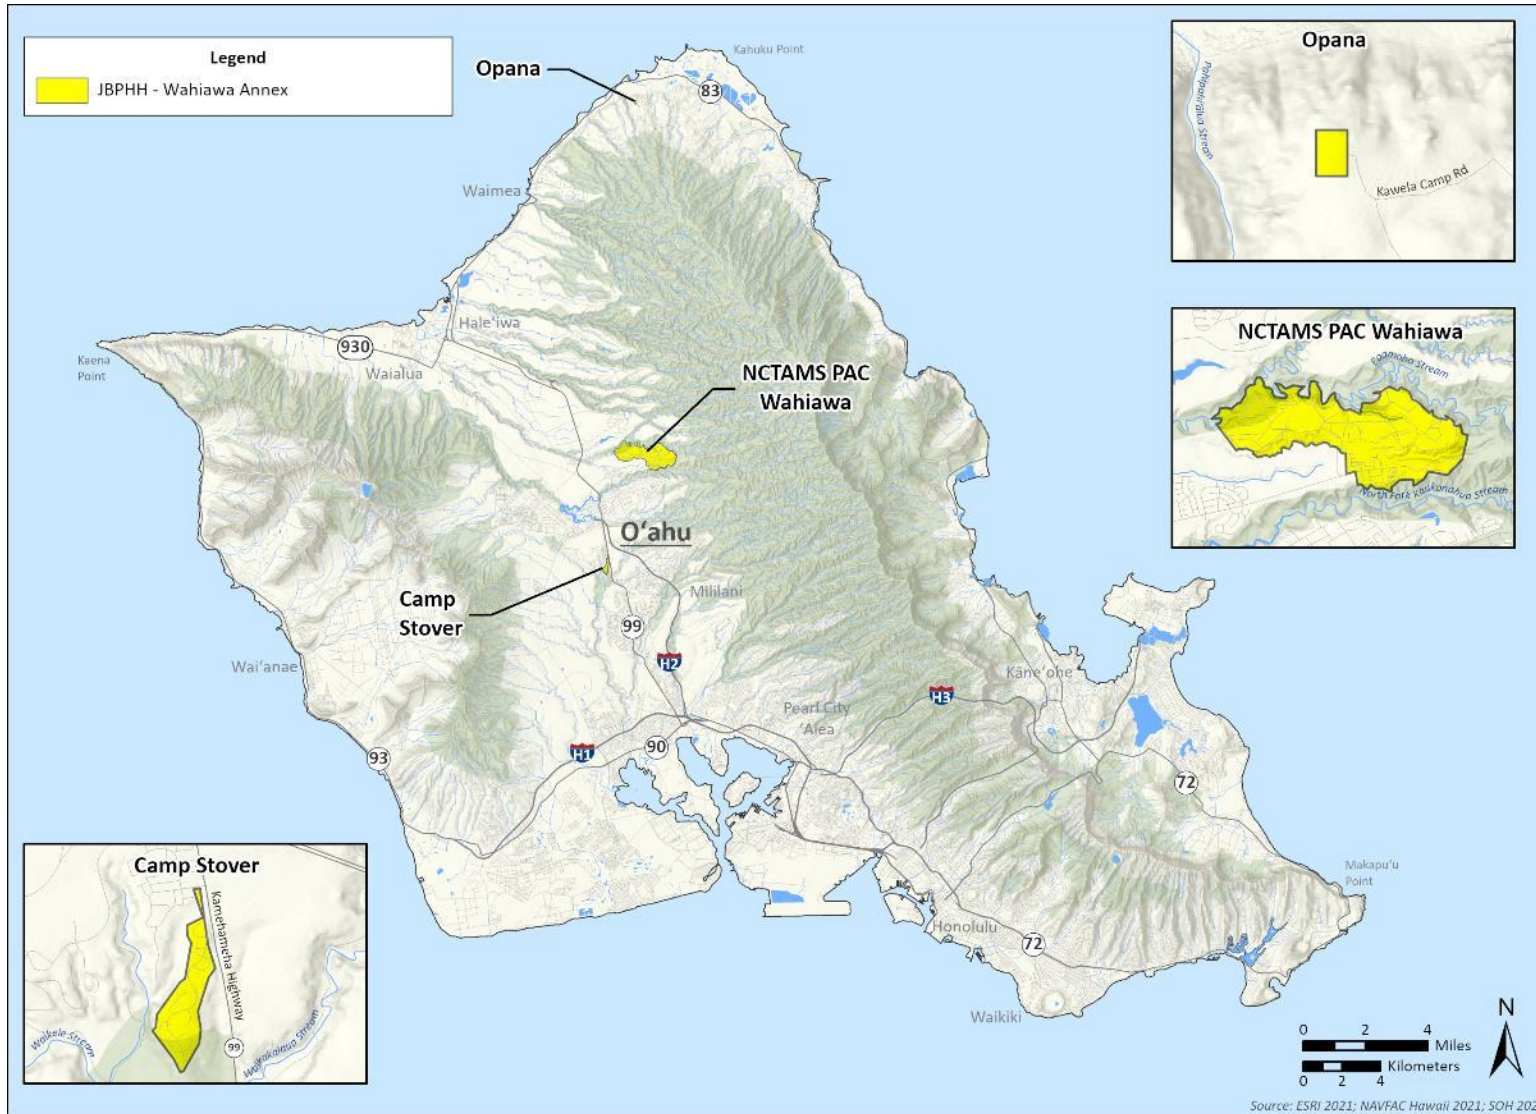 Legend
JBPHH - Wahiawa Annex
Opana
Kahuku Point
83
Waimea
Hale‘iwa
930
Waialua
Kaena
Point
NCTAMS PAC
Wahiawa
O‘ahu
Camp
Stover
Mililani
99
H2
Wai‘anae
Pearl City
‘Aiea
H3
Kāne‘ohe
H1
90
93
72
Makapu‘u
Point
Honolulu
72
Waikiki
Opana
Kawela Camp Rd
NCTAMS PAC Wahiawa
Poamoho Stream
North Fork Kaukonahua Stream
Camp Stover
Kamehameha Highway
Waikele Stream
Waikakalaua Stream
99
N
0 2 4
Miles
Kilometers
0 2 4
Source: ESRI 2021; NAVFAC Hawaii 2021; SOH 202